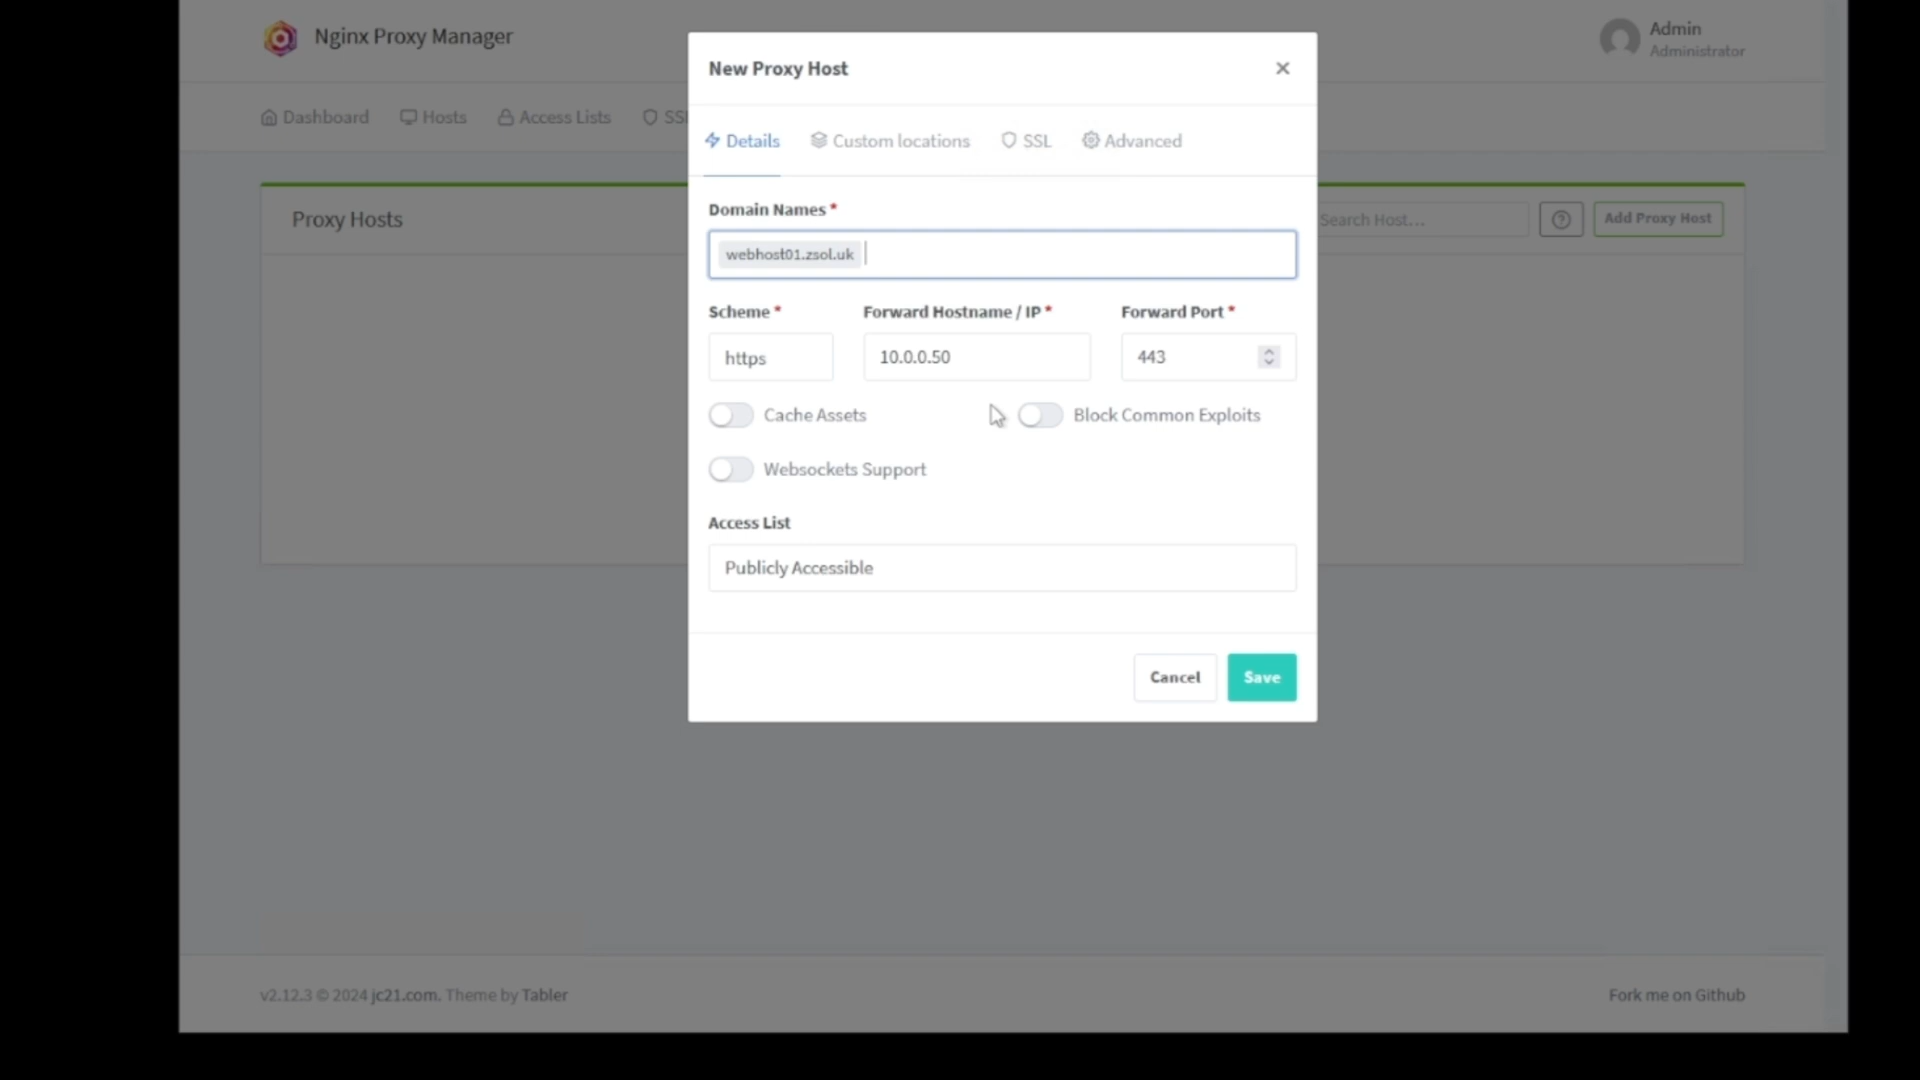 Nginx Proxy Manager
Admin
Administrator
Dashboard
Hosts
Access Lists
Proxy Hosts
Search Host...
Add Proxy Host
New Proxy Host
Details
Custom locations
SSL
Advanced
Domain Names *
webhost01.zsol.uk
Scheme * Forward Hostname / IP * Forward Port *
https 10.0.0.50 443
Cache Assets Block Common Exploits
Websockets Support
Access List
Publicly Accessible
Cancel Save
v2.12.3 © 2024 jc21.com. Theme by Tabler
Fork me on Github